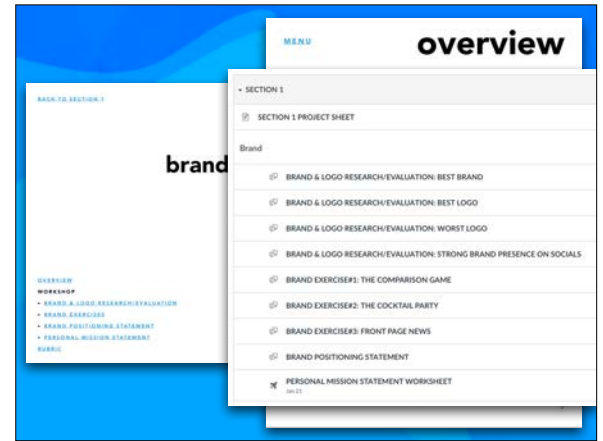 MENU
overview
BACK TO SECTION 1
brand
OVERVIEW
WORKSHOP
BRAND & LOGO RESEARCH/EVALUATION
BRAND EXERCISES
BRAND POSITIONING STATEMENT
PERSONAL MISSION STATEMENT
RUBRIC
SECTION 1
SECTION 1 PROJECT SHEET
Brand
BRAND & LOGO RESEARCH/EVALUATION: BEST BRAND
BRAND & LOGO RESEARCH/EVALUATION: BEST LOGO
BRAND & LOGO RESEARCH/EVALUATION: WORST LOGO
BRAND & LOGO RESEARCH/EVALUATION: STRONG BRAND PRESENCE ON SOCIALS
BRAND EXERCISE#1: THE COMPARISON GAME
BRAND EXERCISE#2: THE COCKTAIL PARTY
BRAND EXERCISE#3: FRONT PAGE NEWS
BRAND POSITIONING STATEMENT
PERSONAL MISSION STATEMENT WORKSHEET
Jan 21